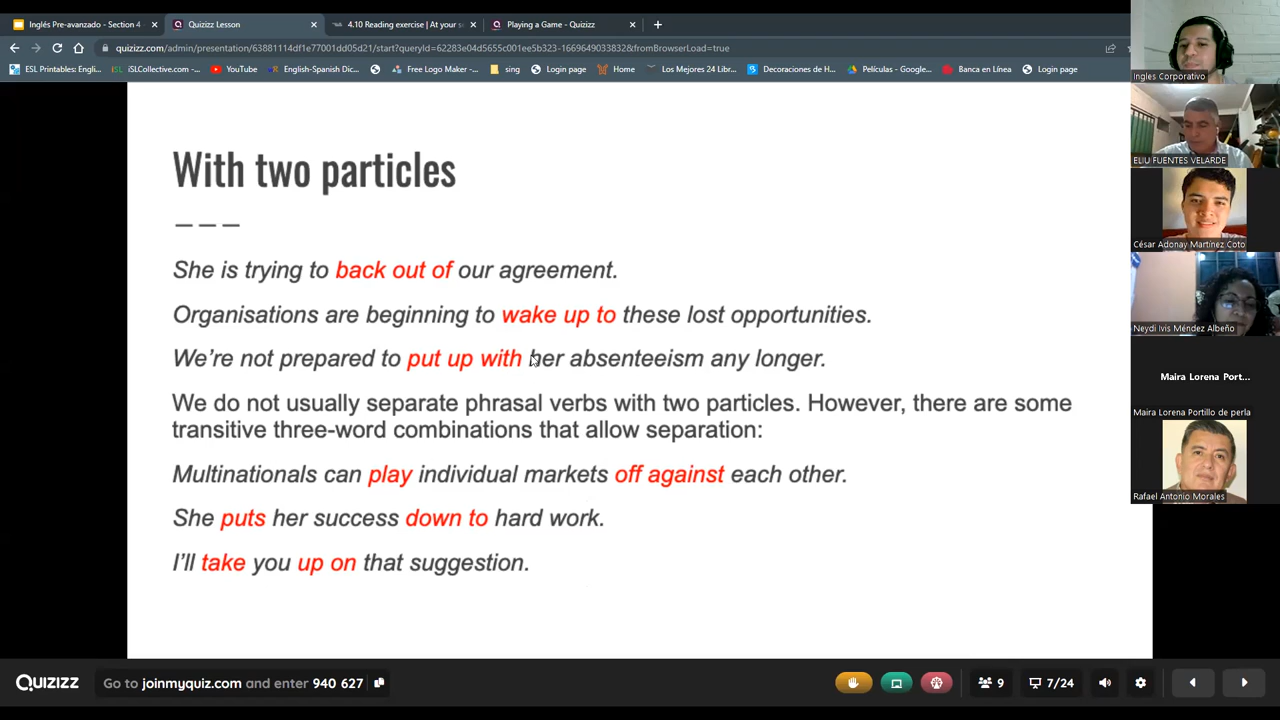 Inglés Pre-avanzado - Section 4
Quizizz Lesson
4.10 Reading exercise | At your s
Playing a Game - Quizizz
quizizz.com/admin/presentation/63881114df1e77001dd05d21/start?queryId=62283e04d5655c001ee5b323-1669649033832&fromBrowserLoad=true
ESL Printables: Engli...
iSLCollective.com -...
YouTube
English-Spanish Dic...
Free Logo Maker -...
sing
Login page
Home
Los Mejores 24 Libr...
Decoraciones de H...
Películas - Google...
Banca en Línea
Login page
With two particles
She is trying to back out of our agreement.
Organisations are beginning to wake up to these lost opportunities.
We’re not prepared to put up with her absenteeism any longer.
We do not usually separate phrasal verbs with two particles. However, there are some
transitive three-word combinations that allow separation:
Multinationals can play individual markets off against each other.
She puts her success down to hard work.
I’ll take you up on that suggestion.
Ingles Corporativo
ELIU FUENTES VELARDE
César Adonay Martínez Coto
Neydi Ivis Méndez Albeño
Maira Lorena Port...
Maira Lorena Portillo de perla
Rafael Antonio Morales
Quizizz
Go to joinmyquiz.com and enter 940 627
9
7/24